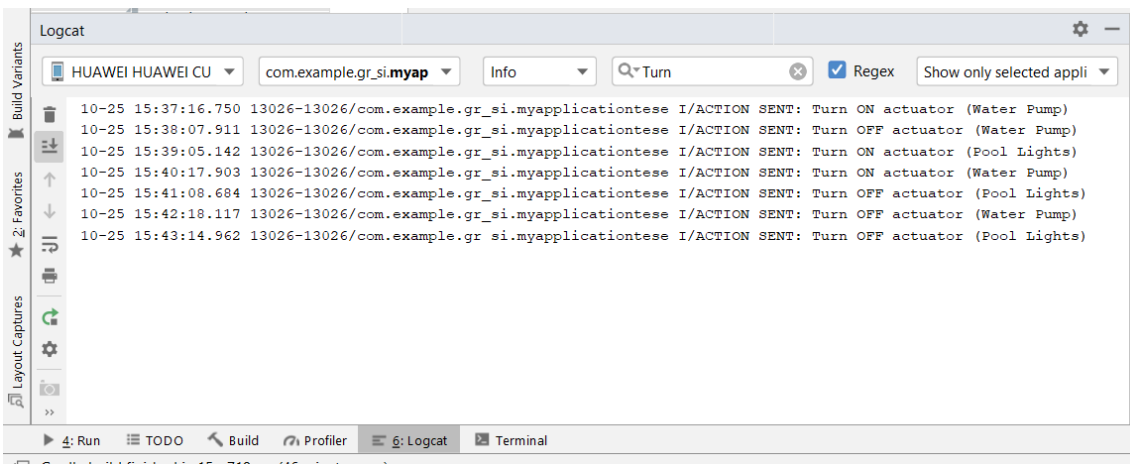 Logcat
HUAWEI HUAWEI CU
com.example.gr_si.myap
Info
Turn
Regex
Show only selected appli
10-25 15:37:16.750 13026-13026/com.example.gr_si.myapplicationtese I/ACTION SENT: Turn ON actuator (Water Pump)
10-25 15:38:07.911 13026-13026/com.example.gr_si.myapplicationtese I/ACTION SENT: Turn OFF actuator (Water Pump)
10-25 15:39:05.142 13026-13026/com.example.gr_si.myapplicationtese I/ACTION SENT: Turn ON actuator (Pool Lights)
10-25 15:40:17.903 13026-13026/com.example.gr_si.myapplicationtese I/ACTION SENT: Turn ON actuator (Water Pump)
10-25 15:41:08.684 13026-13026/com.example.gr_si.myapplicationtese I/ACTION SENT: Turn OFF actuator (Pool Lights)
10-25 15:42:18.117 13026-13026/com.example.gr_si.myapplicationtese I/ACTION SENT: Turn OFF actuator (Water Pump)
10-25 15:43:14.962 13026-13026/com.example.gr si.myapplicationtese I/ACTION SENT: Turn OFF actuator (Pool Lights)
Build Variants
2: Favorites
Layout Captures
4: Run
TODO
Build
Profiler
6: Logcat
Terminal